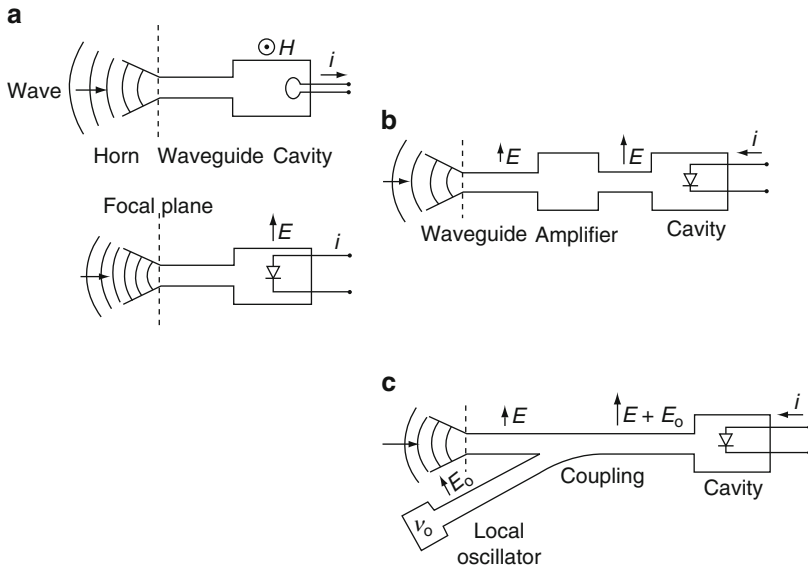 a
⊙ H
i
Wave
Horn Waveguide Cavity
Focal plane
E
i
b
E
E
i
Waveguide Amplifier Cavity
c
E
E + Eₒ
i
Eₒ
Coupling
Cavity
νₒ
Local
oscillator